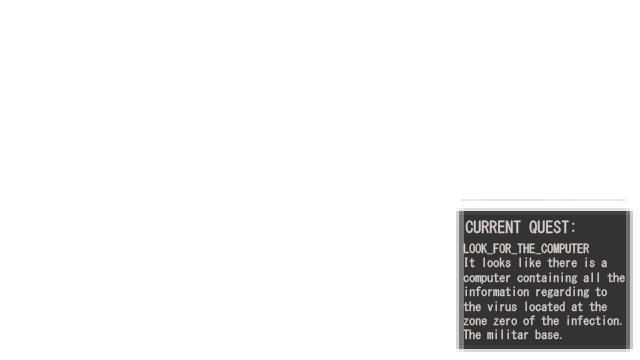 CURRENT QUEST:
LOOK_FOR_THE_COMPUTER
It looks like there is a
computer containing all the
information regarding to
the virus located at the
zone zero of the infection.
The militar base.